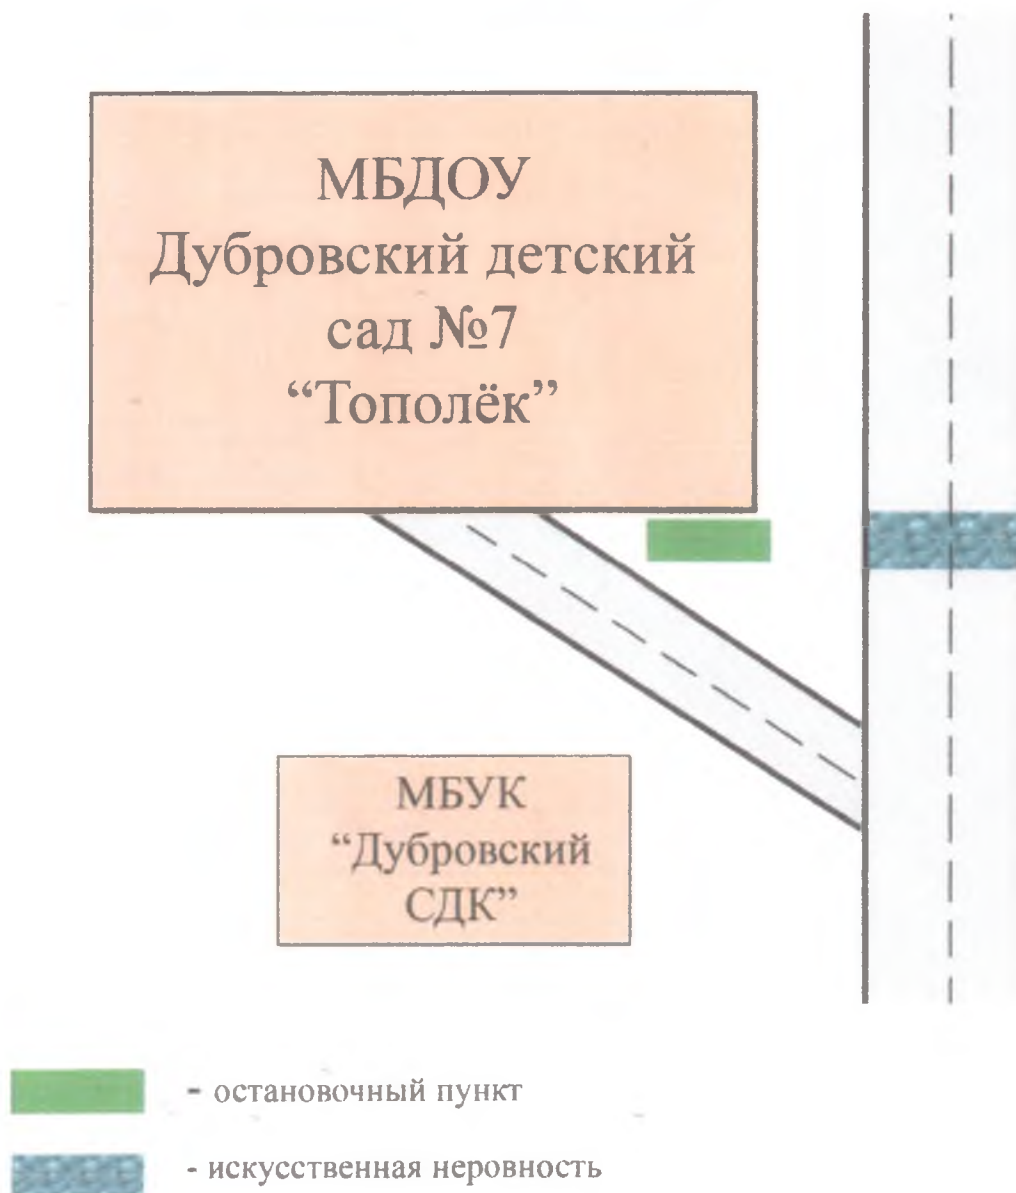 МБДОУ
Дубровский детский
сад №7
“Тополёк”
МБУК
“Дубровский
СДК”
- остановочный пункт
- искусственная неровность